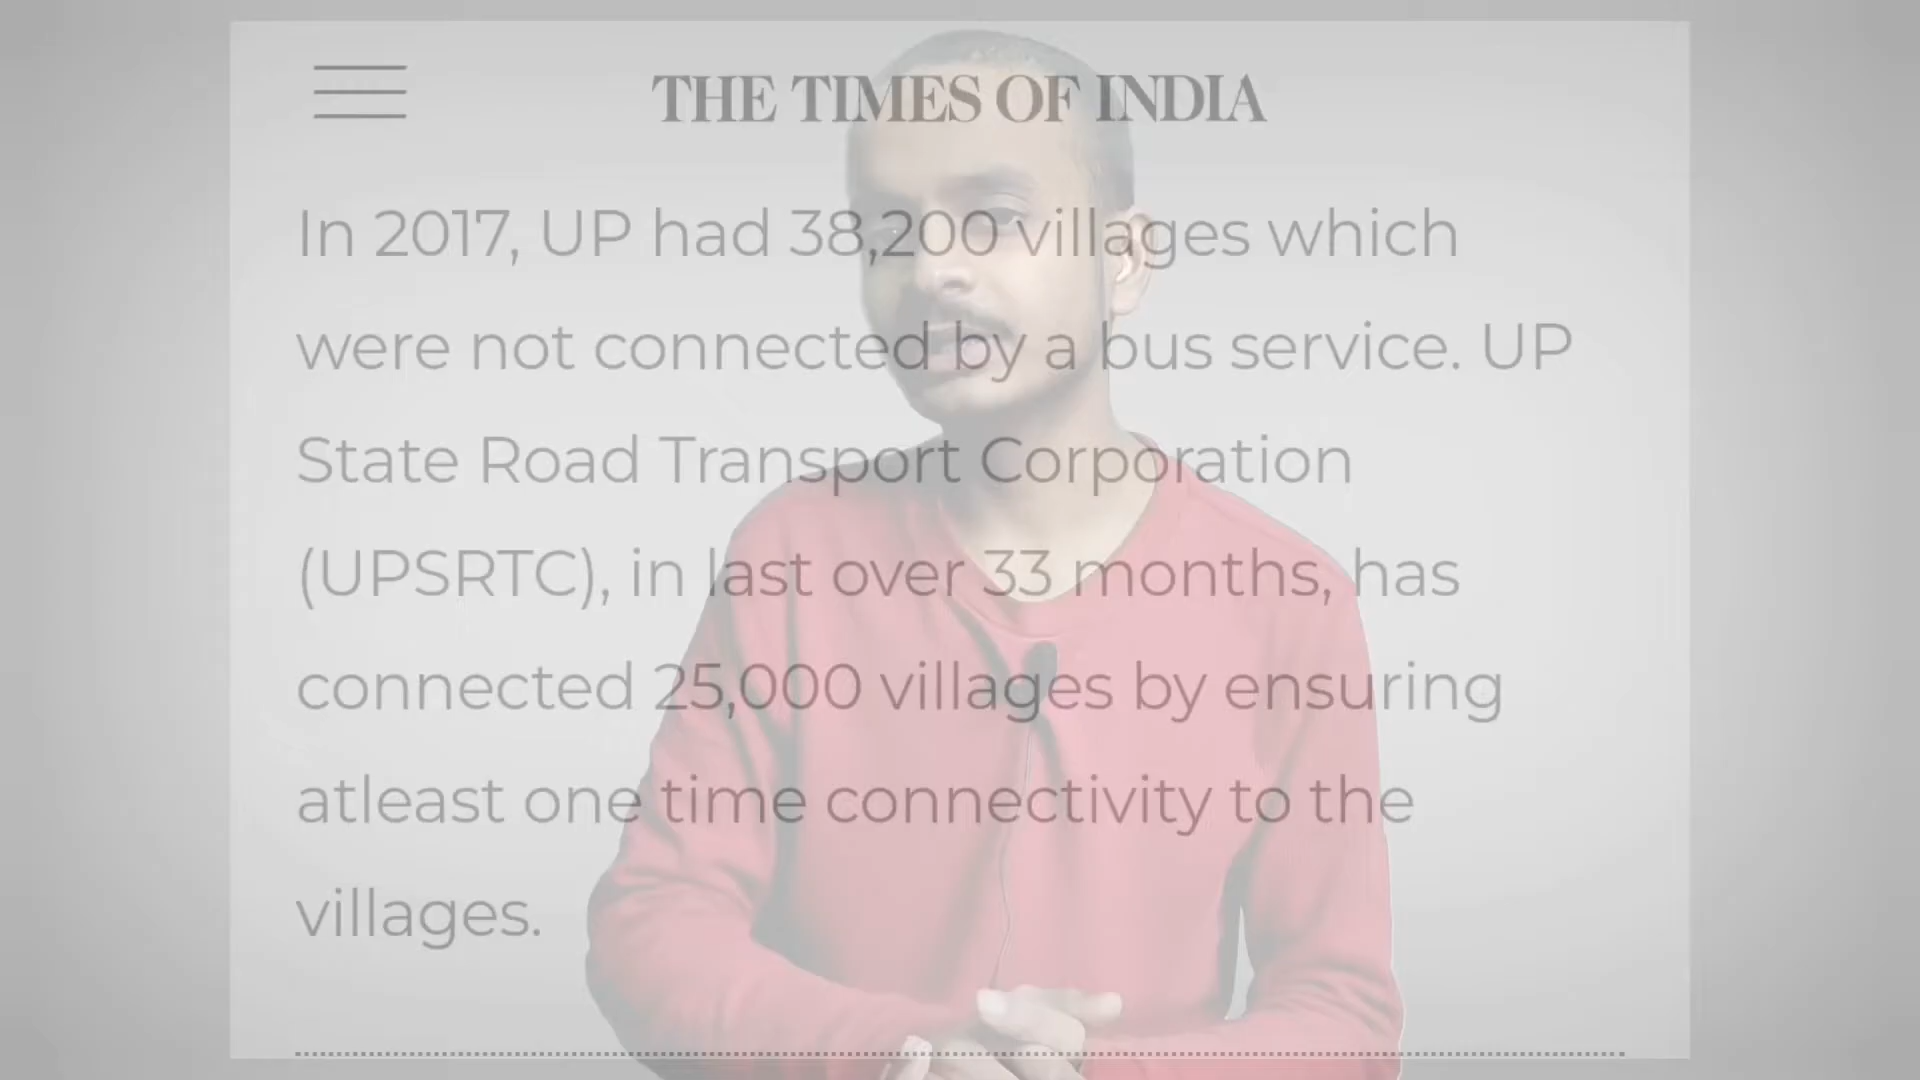 THE TIMES OF INDIA
In 2017, UP had 38,200 villages which
were not connected by a bus service. UP
State Road Transport Corporation
(UPSRTC), in last over 33 months, has
connected 25,000 villages by ensuring
atleast one time connectivity to the
villages.